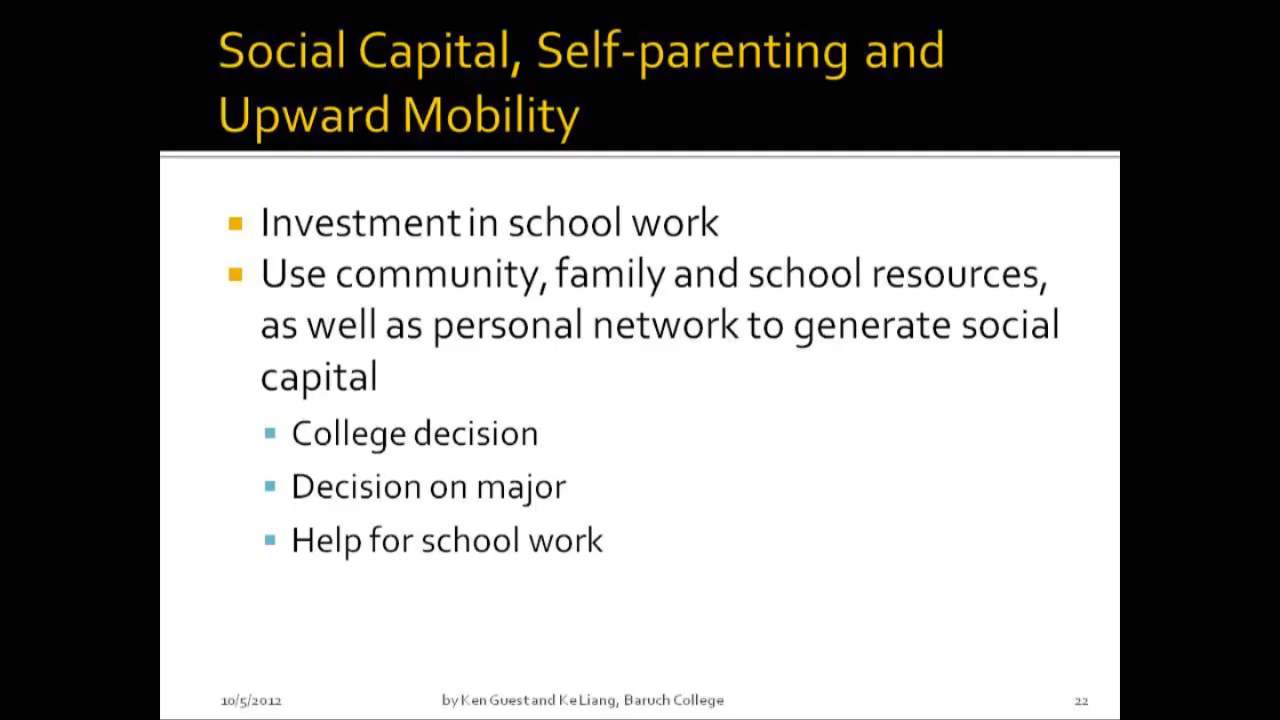 Social Capital, Self-parenting and
Upward Mobility
Investment in school work
Use community, family and school resources,
as well as personal network to generate social
capital
College decision
Decision on major
Help for school work
10/5/2012 by Ken Guest and Ke Liang, Baruch College 22